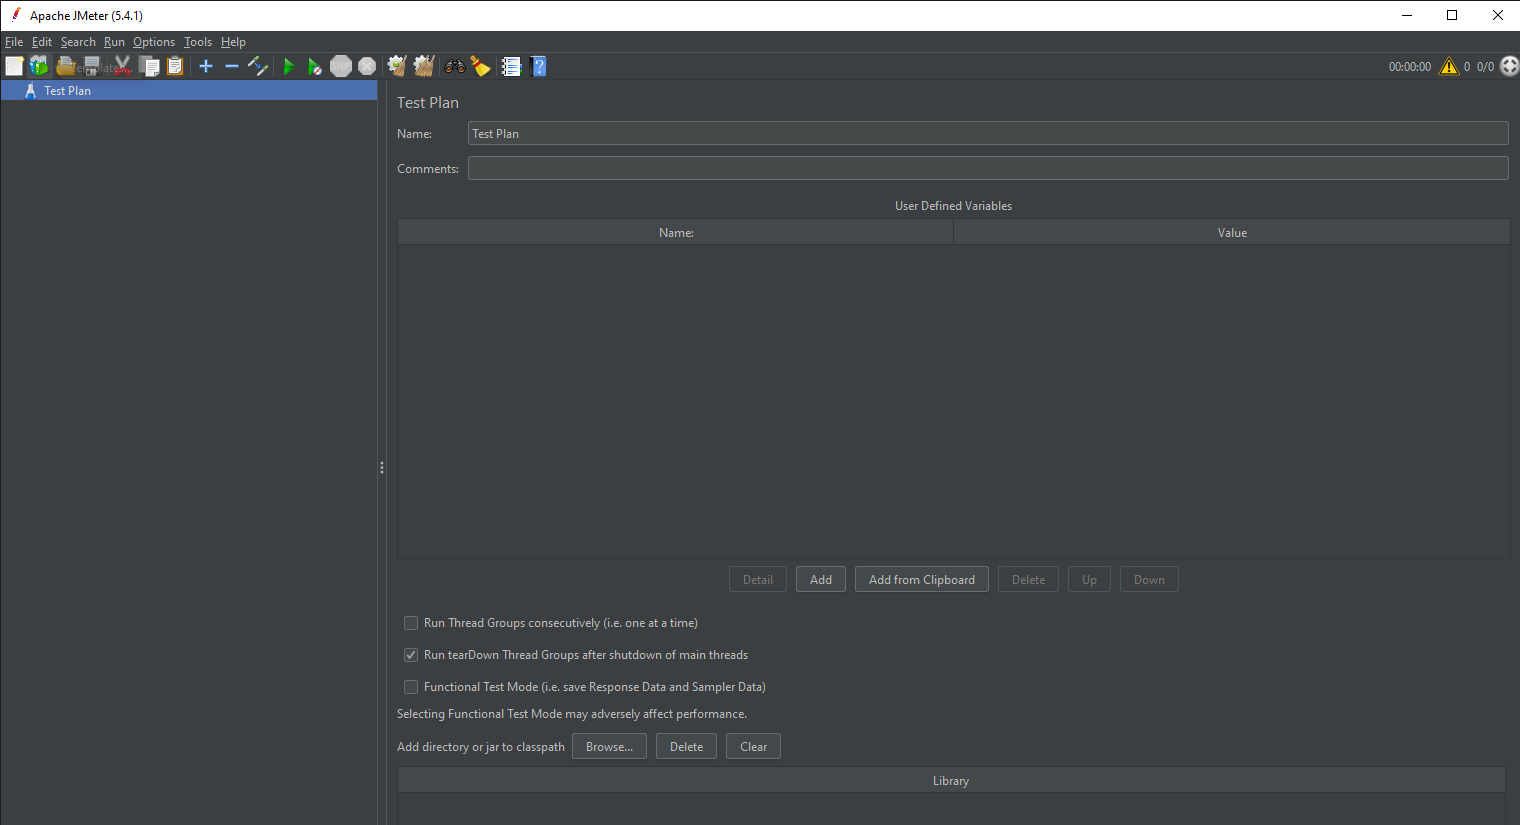 Apache JMeter (5.4.1)
File Edit Search Run Options Tools Help
00:00:00 0 0/0
Test Plan
Test Plan
Name: Test Plan
Comments:
User Defined Variables
Name: Value
Detail Add Add from Clipboard Delete Up Down
Run Thread Groups consecutively (i.e. one at a time)
Run tearDown Thread Groups after shutdown of main threads
Functional Test Mode (i.e. save Response Data and Sampler Data)
Selecting Functional Test Mode may adversely affect performance.
Add directory or jar to classpath Browse... Delete Clear
Library